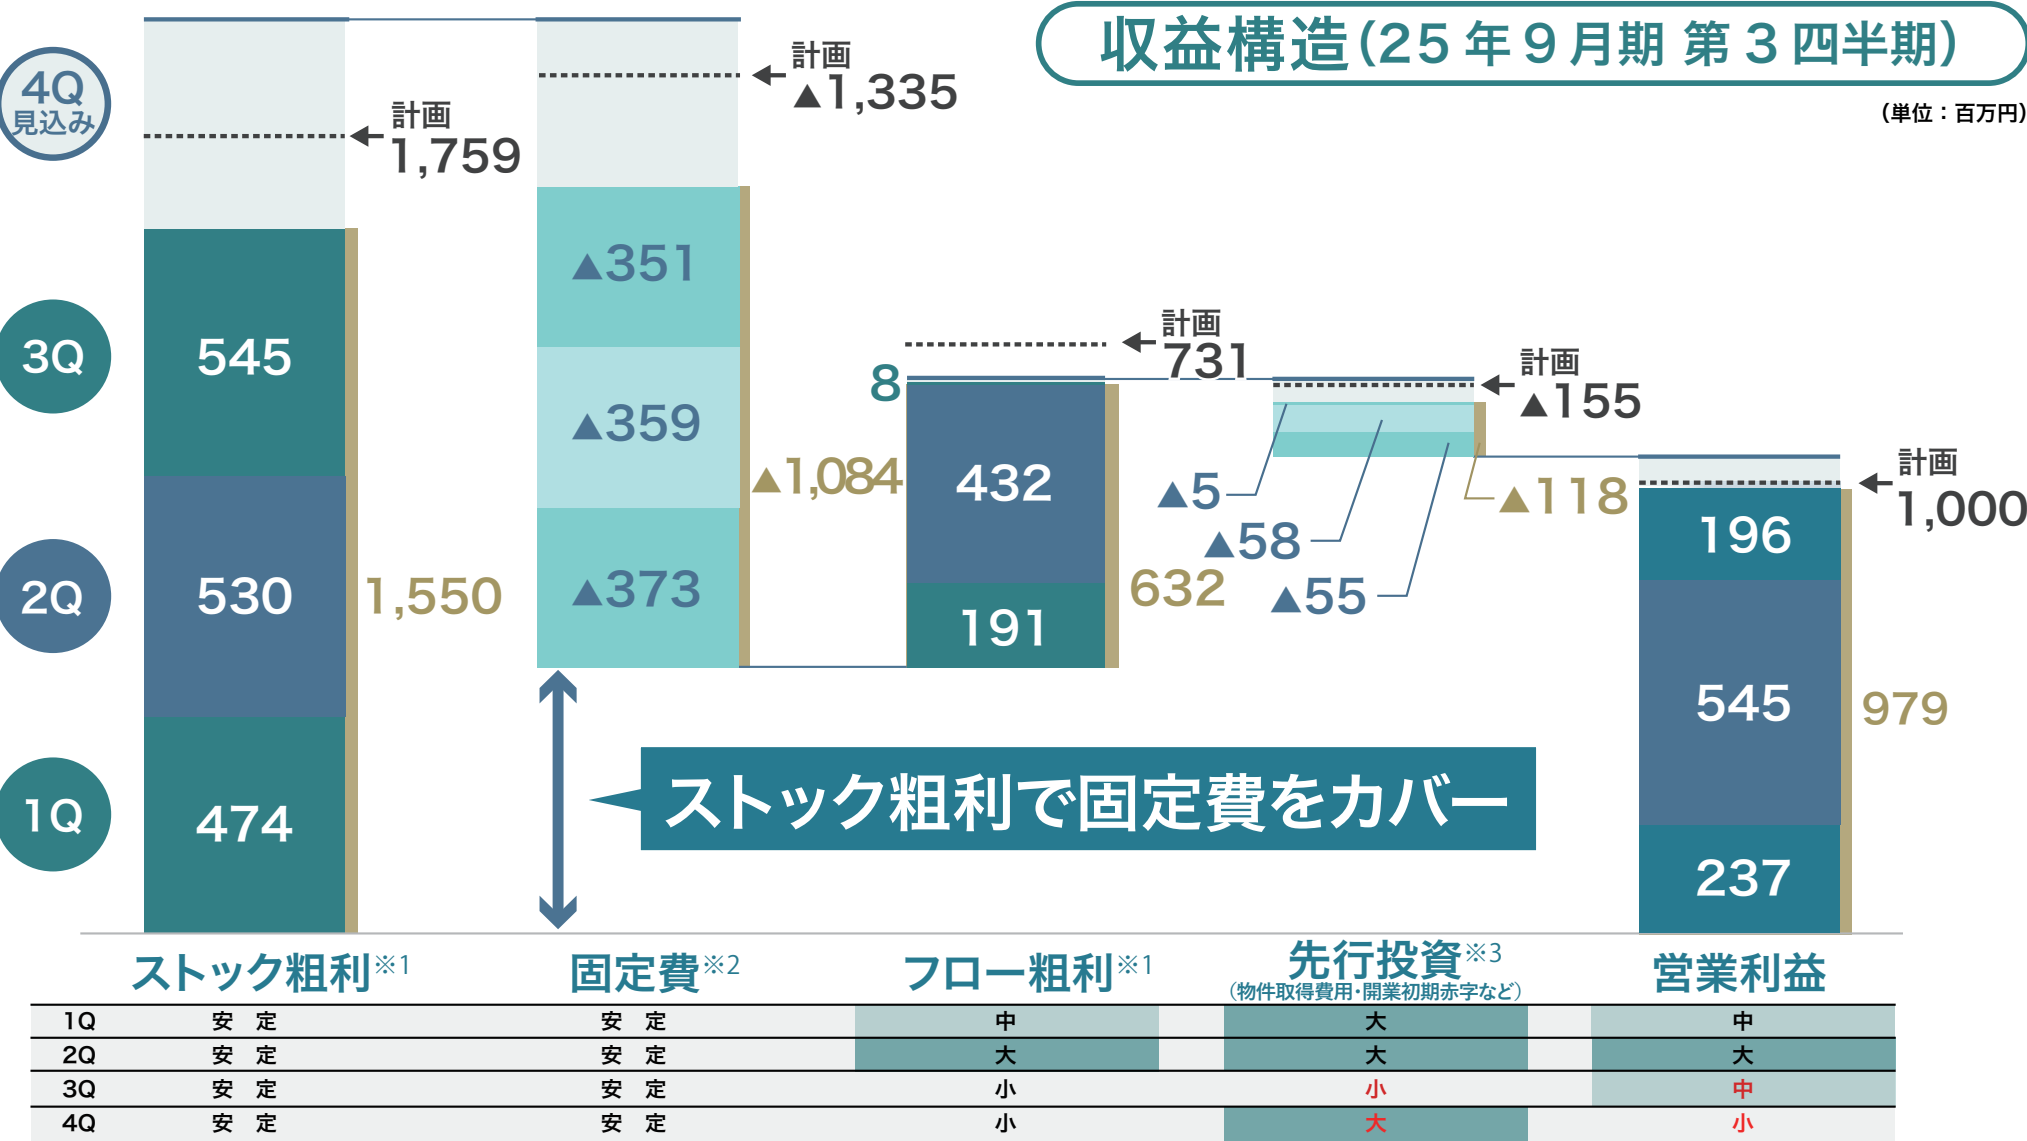 収益構造(25年9月期 第3四半期)
(単位：百万円)
4Q
見込み
3Q
2Q
1Q
計画
1,759
545
530
474
1,550
計画
▲1,335
▲351
▲359
▲373
▲1,084
計画
731
8
432
191
632
計画
▲155
▲5
▲58
▲55
▲118
計画
1,000
196
545
237
979
ストック粗利で固定費をカバー
ストック粗利※1 固定費※2 フロー粗利※1 先行投資※3 営業利益
(物件取得費用・開業初期赤字など)
1Q 安 定 安 定 中 大 中
2Q 安 定 安 定 大 大 大
3Q 安 定 安 定 小 小 中
4Q 安 定 安 定 小 大 小